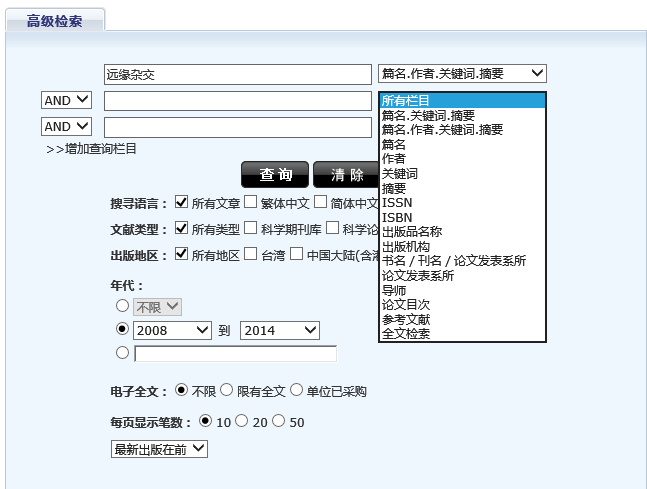 高级检索
远缘杂交 篇名.作者.关键词.摘要
AND
AND
所有栏目
篇名.关键词.摘要
篇名.作者.关键词.摘要
篇名
作者
关键词
摘要
ISSN
ISBN
出版品名称
出版机构
书名 / 刊名 / 论文发表系所
论文发表系所
导师
论文目次
参考文献
全文检索
>>增加查询栏目
查 询 清 除
搜寻语言： 所有文章 繁体中文 简体中文
文献类型： 所有类型 科学期刊库 科学论
出版地区： 所有地区 台湾 中国大陆(含港
年代：
不限
2008 到 2014
电子全文： 不限 限有全文 单位已采购
每页显示笔数： 10 20 50
最新出版在前